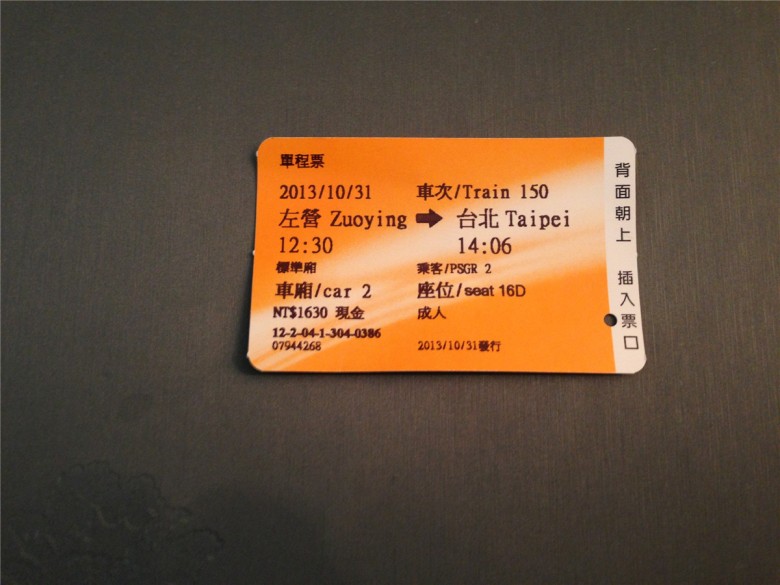 單程票
2013/10/31 車次/Train 150
左營 Zuoying ➡ 台北 Taipei
12:30 14:06
標準廂 乘客/PSGR 2
車廂/car 2 座位/seat 16D
NT$1630 現金 成人
12-2-04-1-304-0386
07944268 2013/10/31發行
背面朝上 插入票口